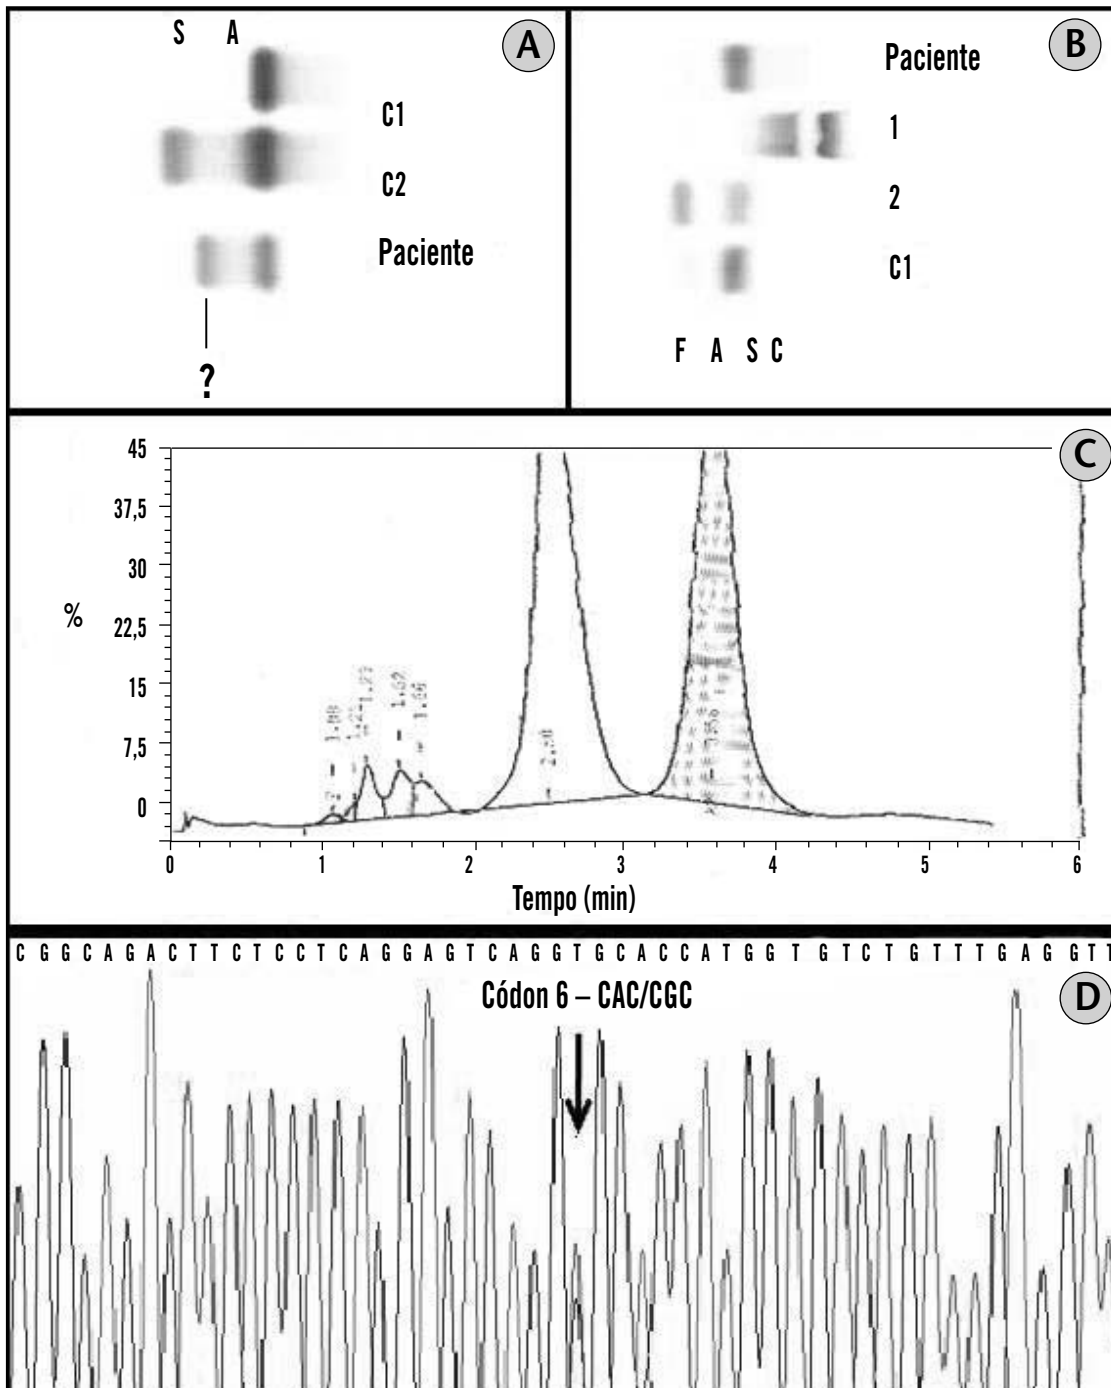 S A
A
C1
C2
Paciente
?
B
Paciente
1
2
C1
F A S C
C
45
37,5
30
22,5
15
7,5
0
%
0 1 2 3 4 5 6
Tempo (min)
C G G C A G A C T T C T C C T C A G G A G T C A G G T G C A C C A T G G T G T C T G T T T G A G G T T
Códon 6 – CAC/CGC
D